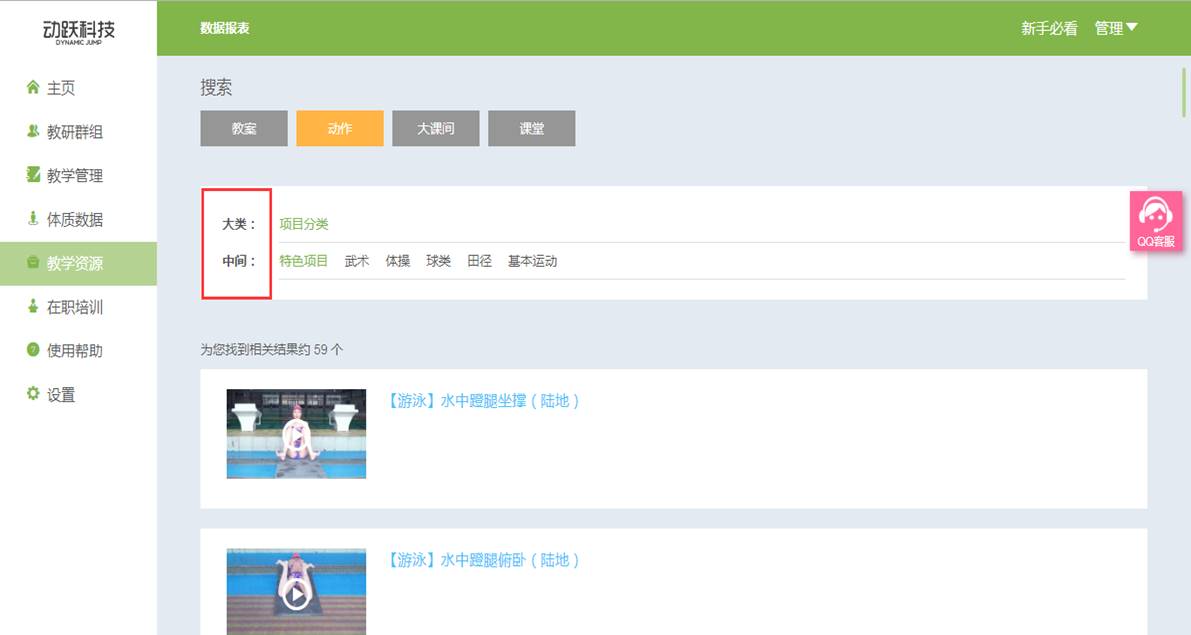 动跃科技
DYNAMIC JUMP
数据报表
新手必看 管理
主页
教研群组
教学管理
体质数据
教学资源
在职培训
使用帮助
设置
搜索
教案 动作 大课间 课堂
大类： 项目分类
中间： 特色项目 武术 体操 球类 田径 基本运动
QQ客服
为您找到相关结果约 59 个
【游泳】水中蹬腿坐撑（陆地）
【游泳】水中蹬腿俯卧（陆地）